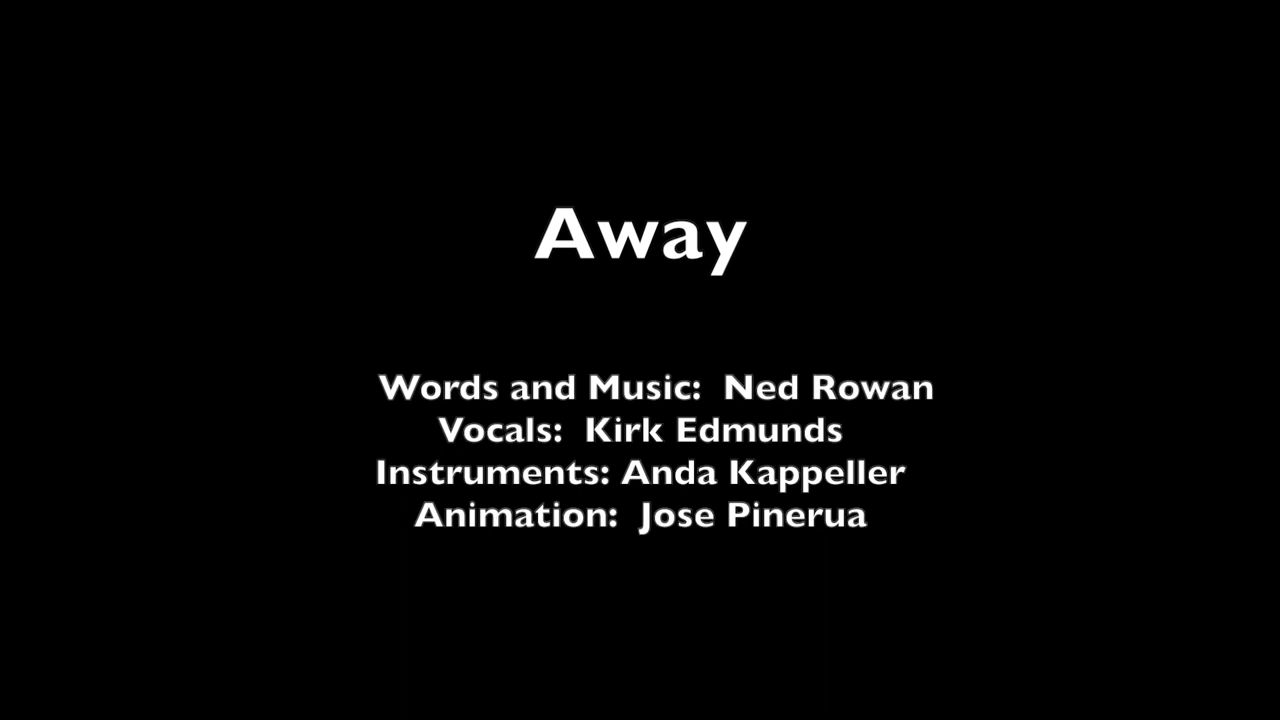 Away
Words and Music:  Ned Rowan
Vocals:  Kirk Edmunds
Instruments: Anda Kappeller
Animation:  Jose Pinerua